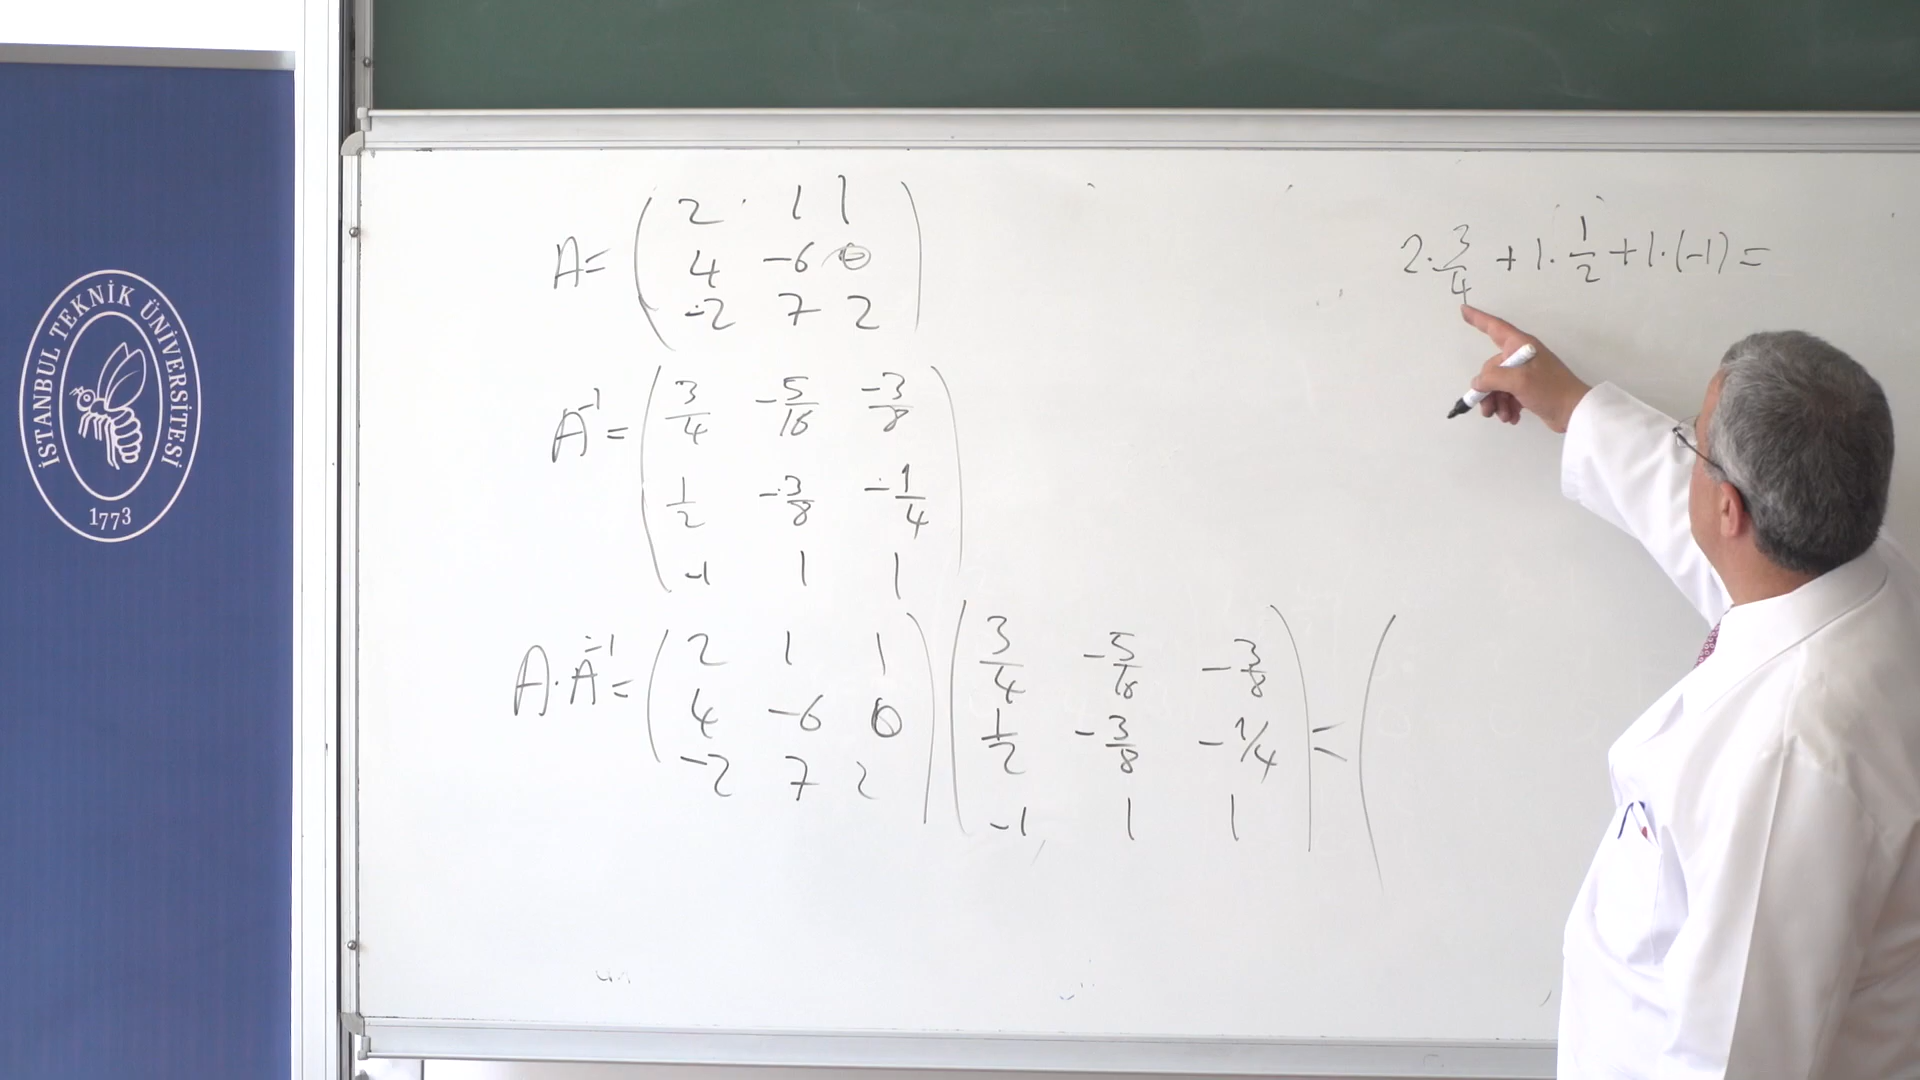 İSTANBUL TEKNİK ÜNİVERSİTESİ
1773
A= ( 2 1 1
4 -6 0
-2 7 2 )
A⁻¹ = ( 3/4 -5/16 -3/8
1/2 -3/8 -1/4
-1 1 1 )
A·A⁻¹ = ( 2 1 1
4 -6 0
-2 7 2 ) ( 3/4 -5/16 -3/8
1/2 -3/8 -1/4
-1 1 1 ) = (
2·3/4 + 1·1/2 + 1·(-1) =